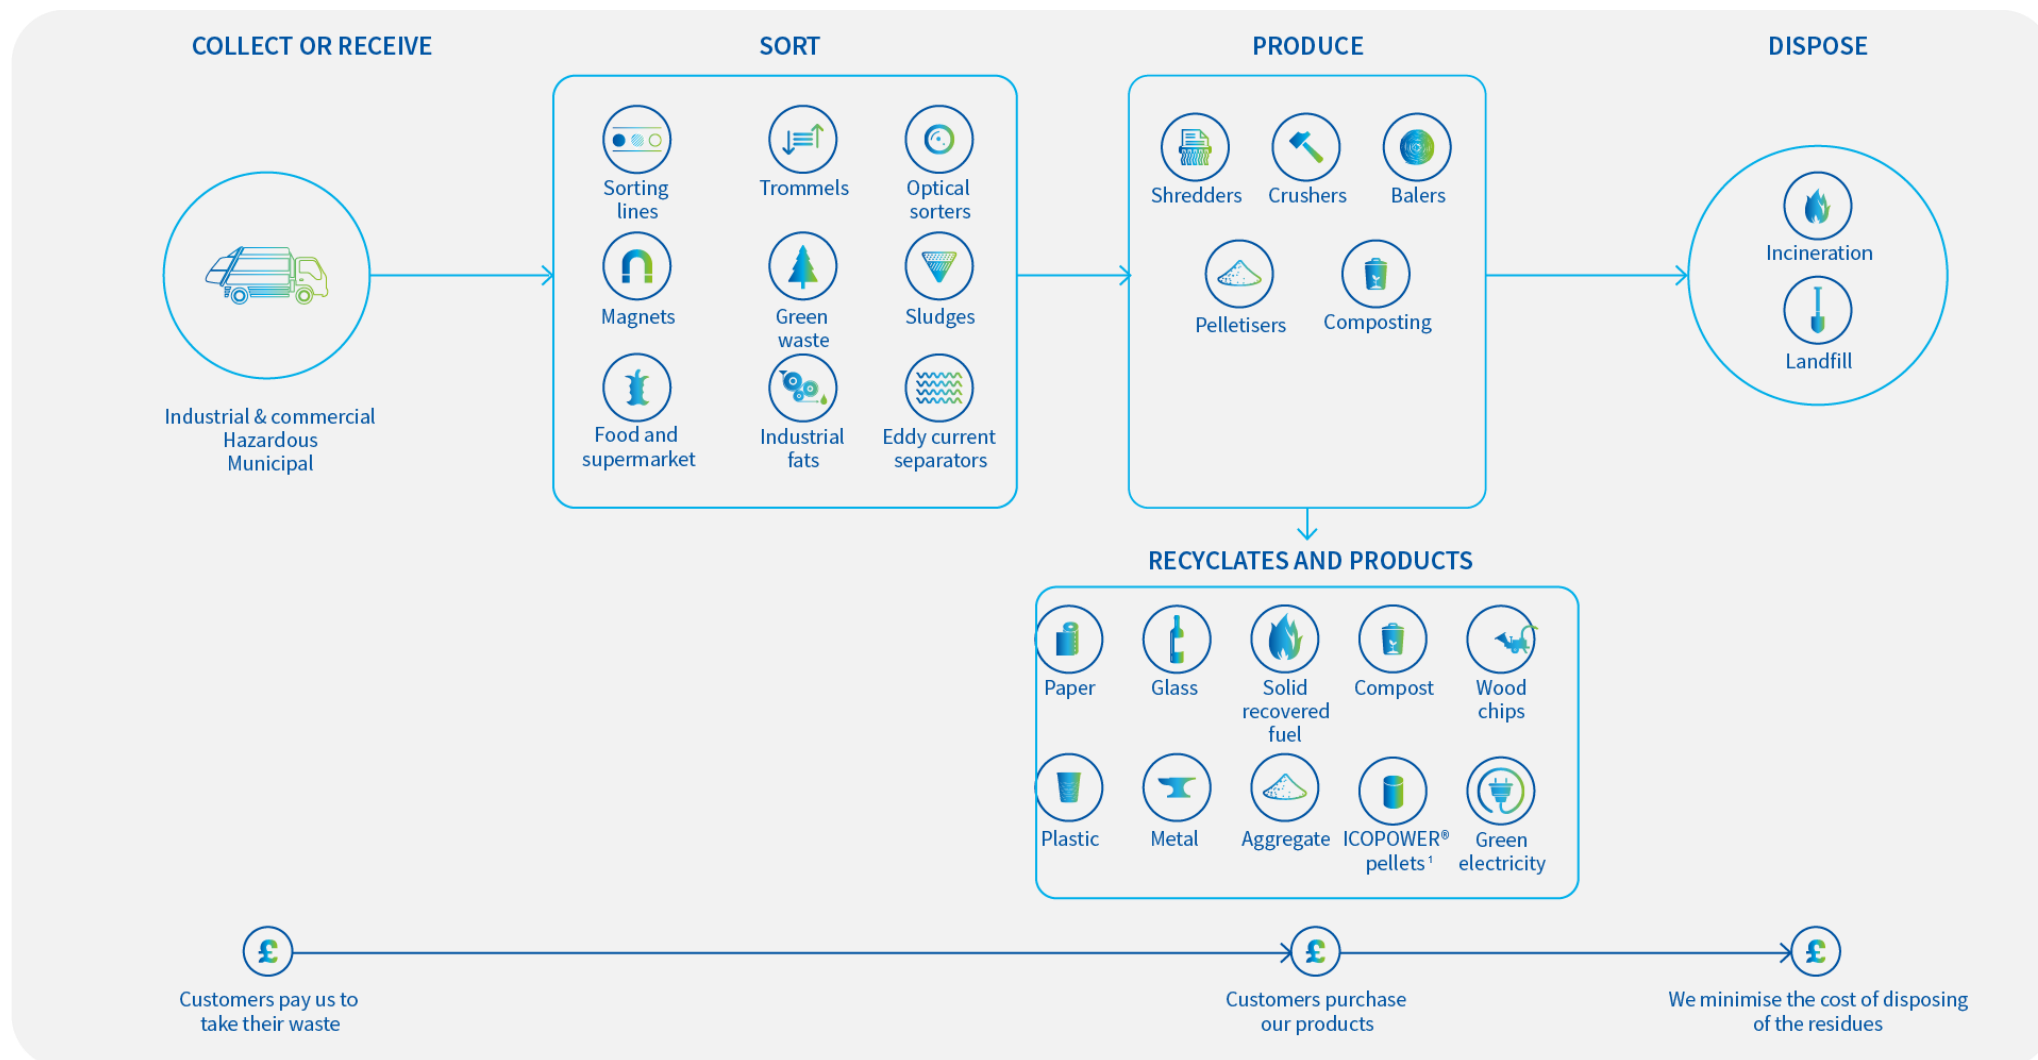 COLLECT OR RECEIVE
SORT
PRODUCE
DISPOSE
Industrial & commercial
Hazardous
Municipal
Sorting
lines
Trommels
Optical
sorters
Magnets
Green
waste
Sludges
Food and
supermarket
Industrial
fats
Eddy current
separators
Shredders
Crushers
Balers
Pelletisers
Composting
Incineration
Landfill
RECYCLATES AND PRODUCTS
Paper
Glass
Solid
recovered
fuel
Compost
Wood
chips
Plastic
Metal
Aggregate
ICOPOWER®
pellets¹
Green
electricity
£
Customers pay us to
take their waste
£
Customers purchase
our products
£
We minimise the cost of disposing
of the residues